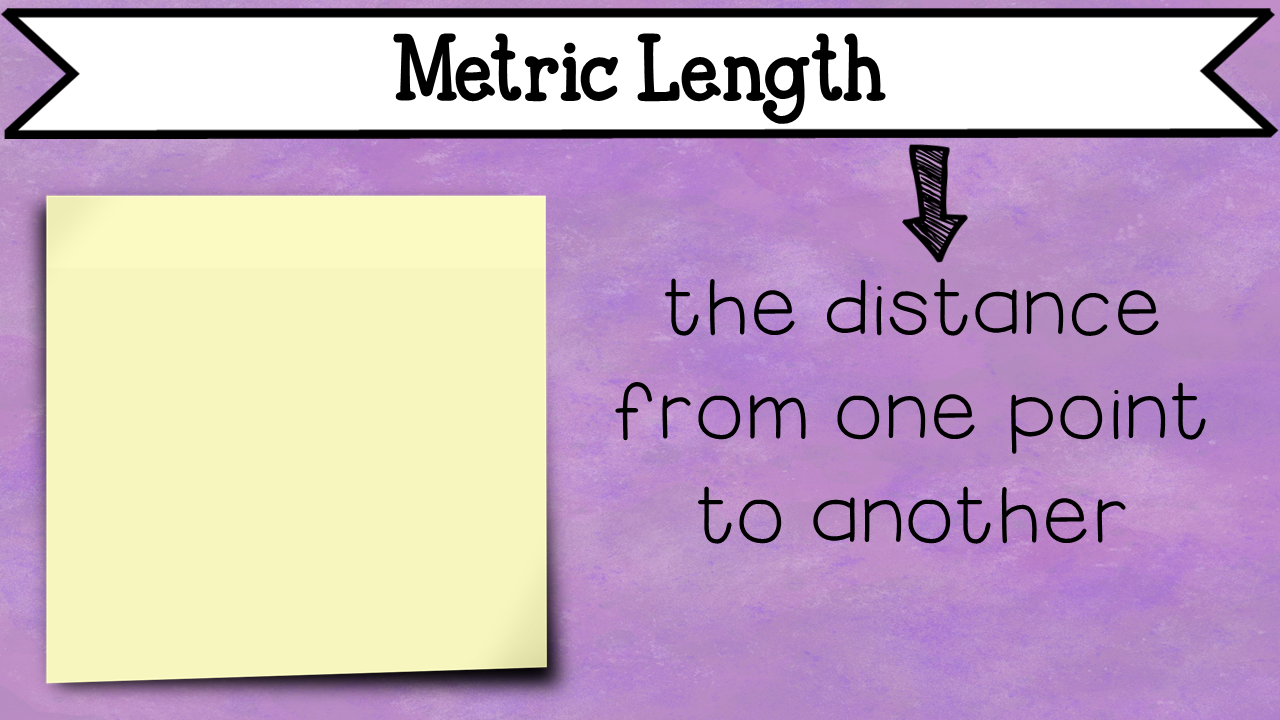 Metric Length
the distance
from one point
to another